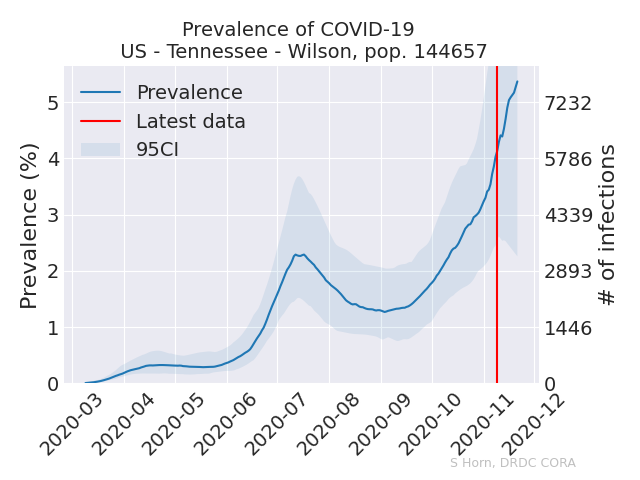 Prevalence of COVID-19
US - Tennessee - Wilson, pop. 144657
Prevalence
Latest data
95CI
Prevalence (%)
5
4
3
2
1
0
7232
5786
4339
2893
1446
0
# of infections
2020-03
2020-04
2020-05
2020-06
2020-07
2020-08
2020-09
2020-10
2020-11
2020-12
S Horn, DRDC CORA